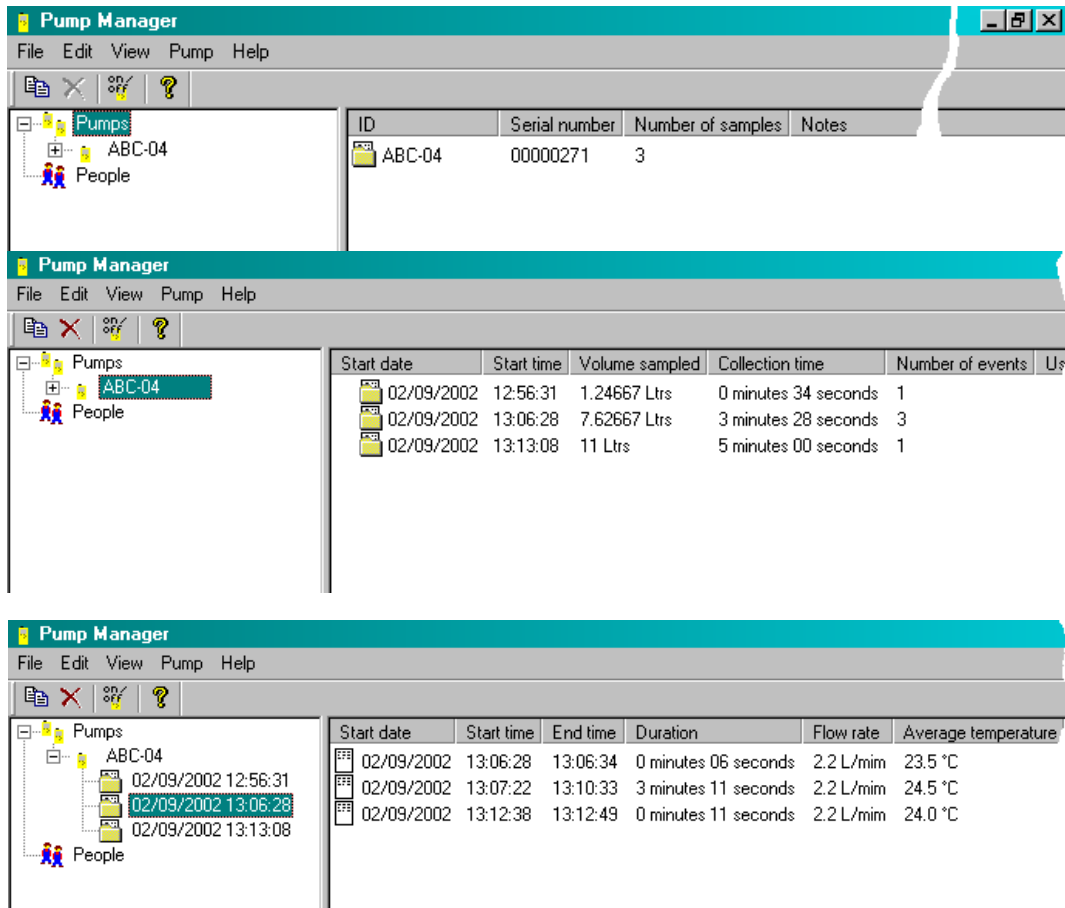 Pump Manager
File Edit View Pump Help
on/off ?
Pumps
ABC-04
People
ID Serial number Number of samples Notes
ABC-04 00000271 3
Pump Manager
File Edit View Pump Help
on/off ?
Pumps
ABC-04
People
Start date Start time Volume sampled Collection time Number of events Us
02/09/2002 12:56:31 1.24667 Ltrs 0 minutes 34 seconds 1
02/09/2002 13:06:28 7.62667 Ltrs 3 minutes 28 seconds 3
02/09/2002 13:13:08 11 Ltrs 5 minutes 00 seconds 1
Pump Manager
File Edit View Pump Help
on/off ?
Pumps
ABC-04
02/09/2002 12:56:31
02/09/2002 13:06:28
02/09/2002 13:13:08
People
Start date Start time End time Duration Flow rate Average temperature
02/09/2002 13:06:28 13:06:34 0 minutes 06 seconds 2.2 L/mim 23.5 °C
02/09/2002 13:07:22 13:10:33 3 minutes 11 seconds 2.2 L/mim 24.5 °C
02/09/2002 13:12:38 13:12:49 0 minutes 11 seconds 2.2 L/mim 24.0 °C